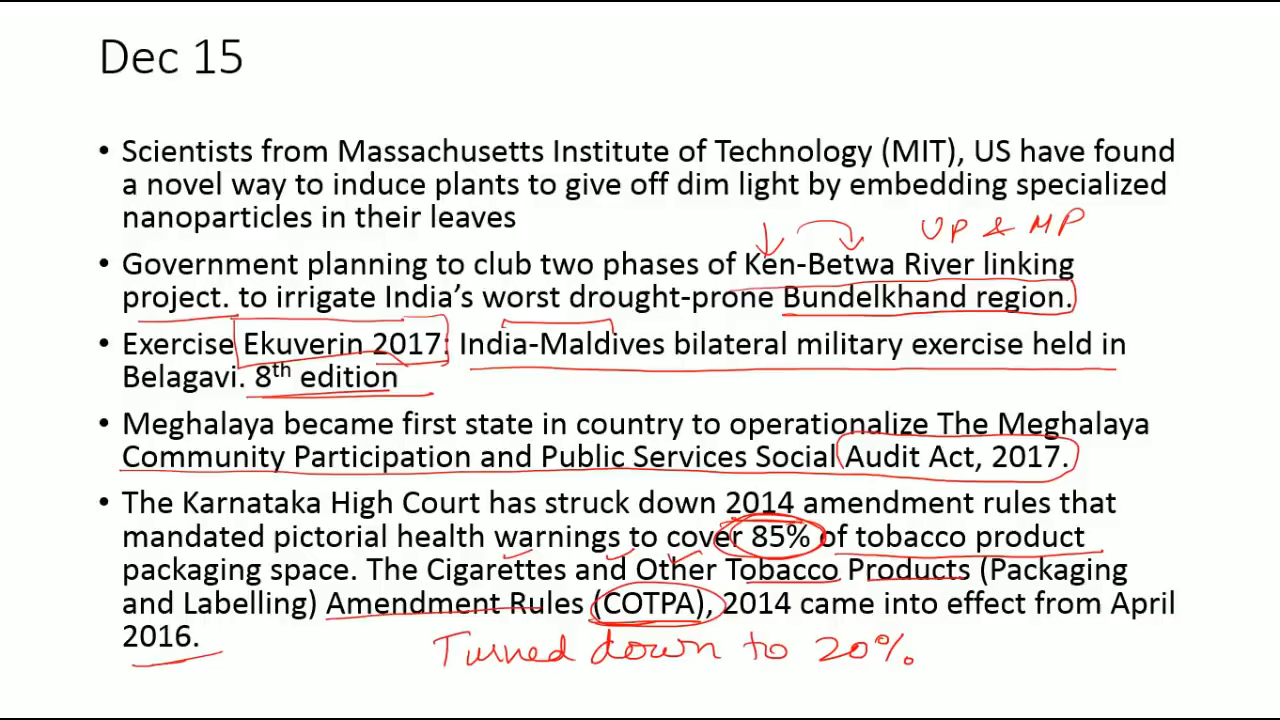 Dec 15
• Scientists from Massachusetts Institute of Technology (MIT), US have found
a novel way to induce plants to give off dim light by embedding specialized
nanoparticles in their leaves
UP & MP
• Government planning to club two phases of Ken-Betwa River linking
project. to irrigate India's worst drought-prone Bundelkhand region.
• Exercise Ekuverin 2017: India-Maldives bilateral military exercise held in
Belagavi. 8th edition
• Meghalaya became first state in country to operationalize The Meghalaya
Community Participation and Public Services Social Audit Act, 2017.
• The Karnataka High Court has struck down 2014 amendment rules that
mandated pictorial health warnings to cover 85% of tobacco product
packaging space. The Cigarettes and Other Tobacco Products (Packaging
and Labelling) Amendment Rules (COTPA), 2014 came into effect from April
2016.
Turned down to 20%.